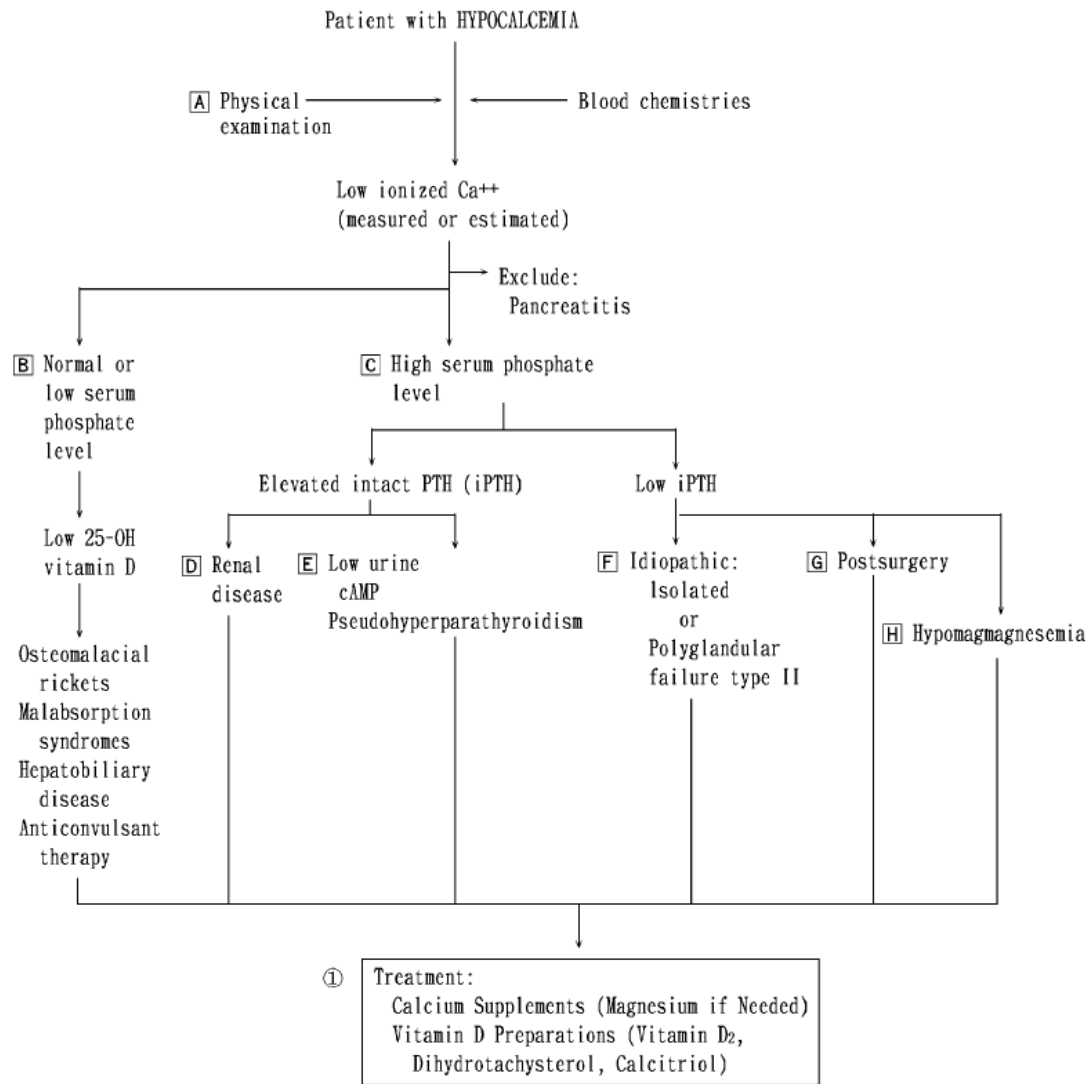 Patient with HYPOCALCEMIA
A Physical
examination
Blood chemistries
Low ionized Ca++
(measured or estimated)
Exclude:
Pancreatitis
B Normal or
low serum
phosphate
level
C High serum phosphate
level
Elevated intact PTH (iPTH)
Low iPTH
Low 25-OH
vitamin D
D Renal
disease
E Low urine
cAMP
Pseudohyperparathyroidism
F Idiopathic:
Isolated
or
Polyglandular
failure type II
G Postsurgery
H Hypomagmagnesemia
Osteomalacial
rickets
Malabsorption
syndromes
Hepatobiliary
disease
Anticonvulsant
therapy
① Treatment:
Calcium Supplements (Magnesium if Needed)
Vitamin D Preparations (Vitamin D₂,
Dihydrotachysterol, Calcitriol)